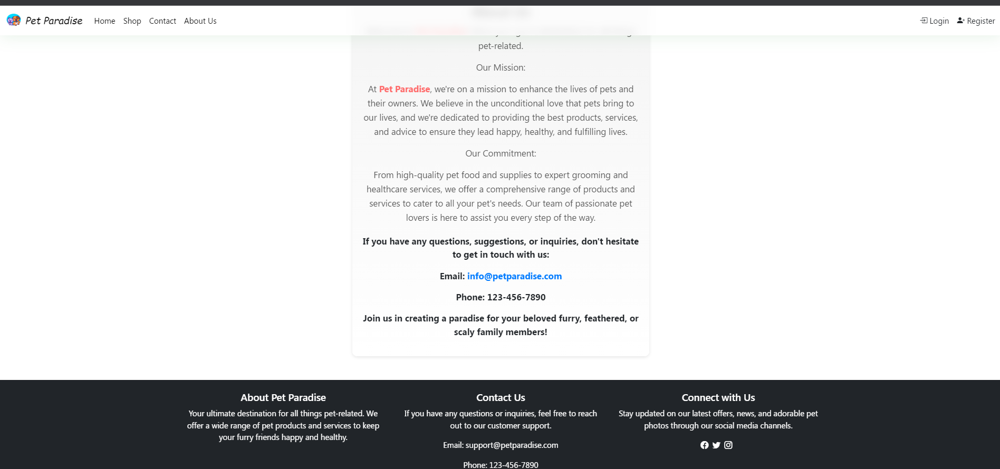 Pet Paradise Home Shop Contact About Us Login Register
pet-related.
Our Mission:
At Pet Paradise, we're on a mission to enhance the lives of pets and
their owners. We believe in the unconditional love that pets bring to
our lives, and we're dedicated to providing the best products, services,
and advice to ensure they lead happy, healthy, and fulfilling lives.
Our Commitment:
From high-quality pet food and supplies to expert grooming and
healthcare services, we offer a comprehensive range of products and
services to cater to all your pet's needs. Our team of passionate pet
lovers is here to assist you every step of the way.
If you have any questions, suggestions, or inquiries, don't hesitate
to get in touch with us:
Email: info@petparadise.com
Phone: 123-456-7890
Join us in creating a paradise for your beloved furry, feathered, or
scaly family members!
About Pet Paradise
Your ultimate destination for all things pet-related. We
offer a wide range of pet products and services to keep
your furry friends happy and healthy.
Contact Us
If you have any questions or inquiries, feel free to reach
out to our customer support.
Email: support@petparadise.com
Phone: 123-456-7890
Connect with Us
Stay updated on our latest offers, news, and adorable pet
photos through our social media channels.